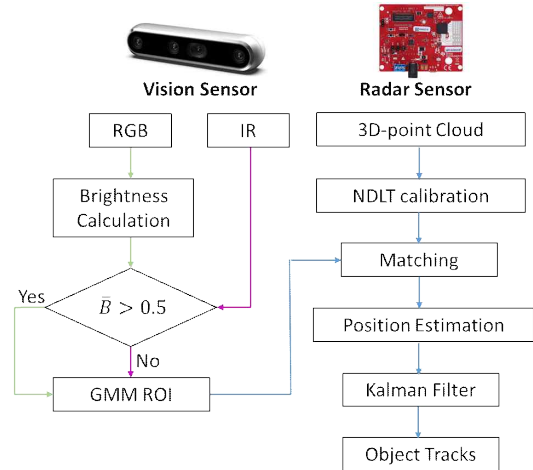 Vision Sensor
Radar Sensor
RGB
IR
3D-point Cloud
Brightness
Calculation
NDLT calibration
Matching
Yes
B̄ > 0.5
Position Estimation
No
GMM ROI
Kalman Filter
Object Tracks